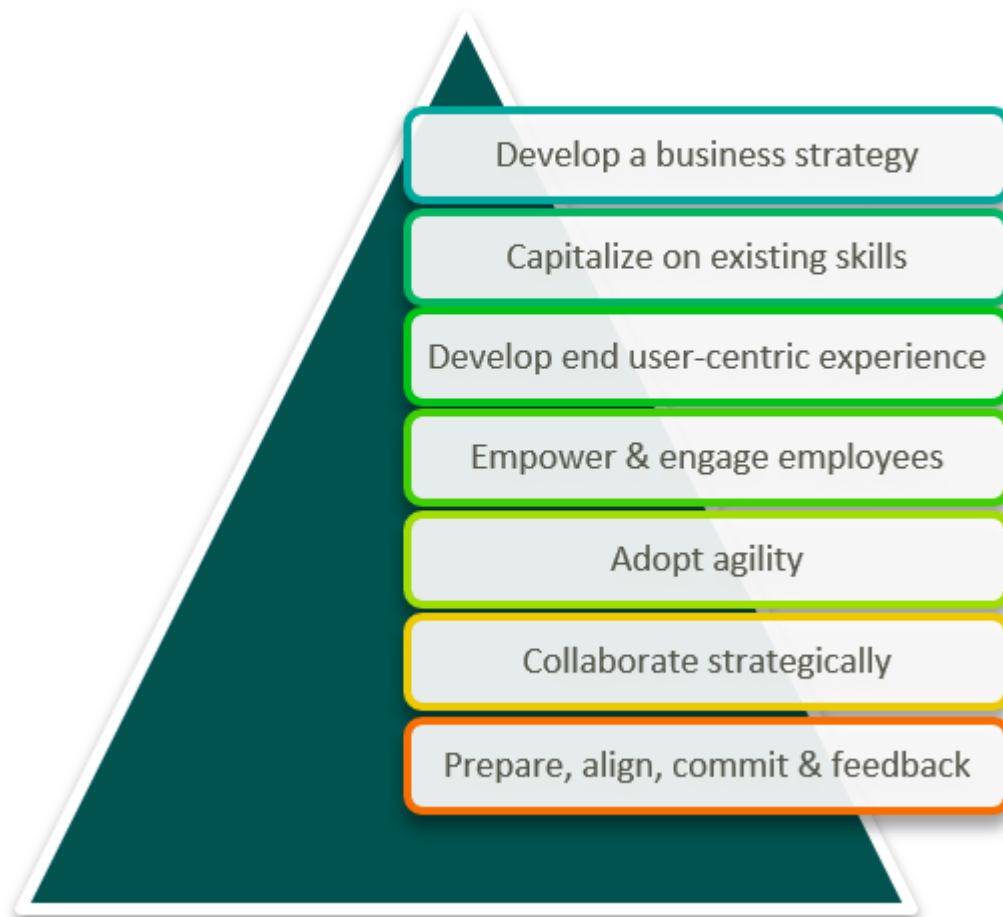 Develop a business strategy
Capitalize on existing skills
Develop end user-centric experience
Empower & engage employees
Adopt agility
Collaborate strategically
Prepare, align, commit & feedback